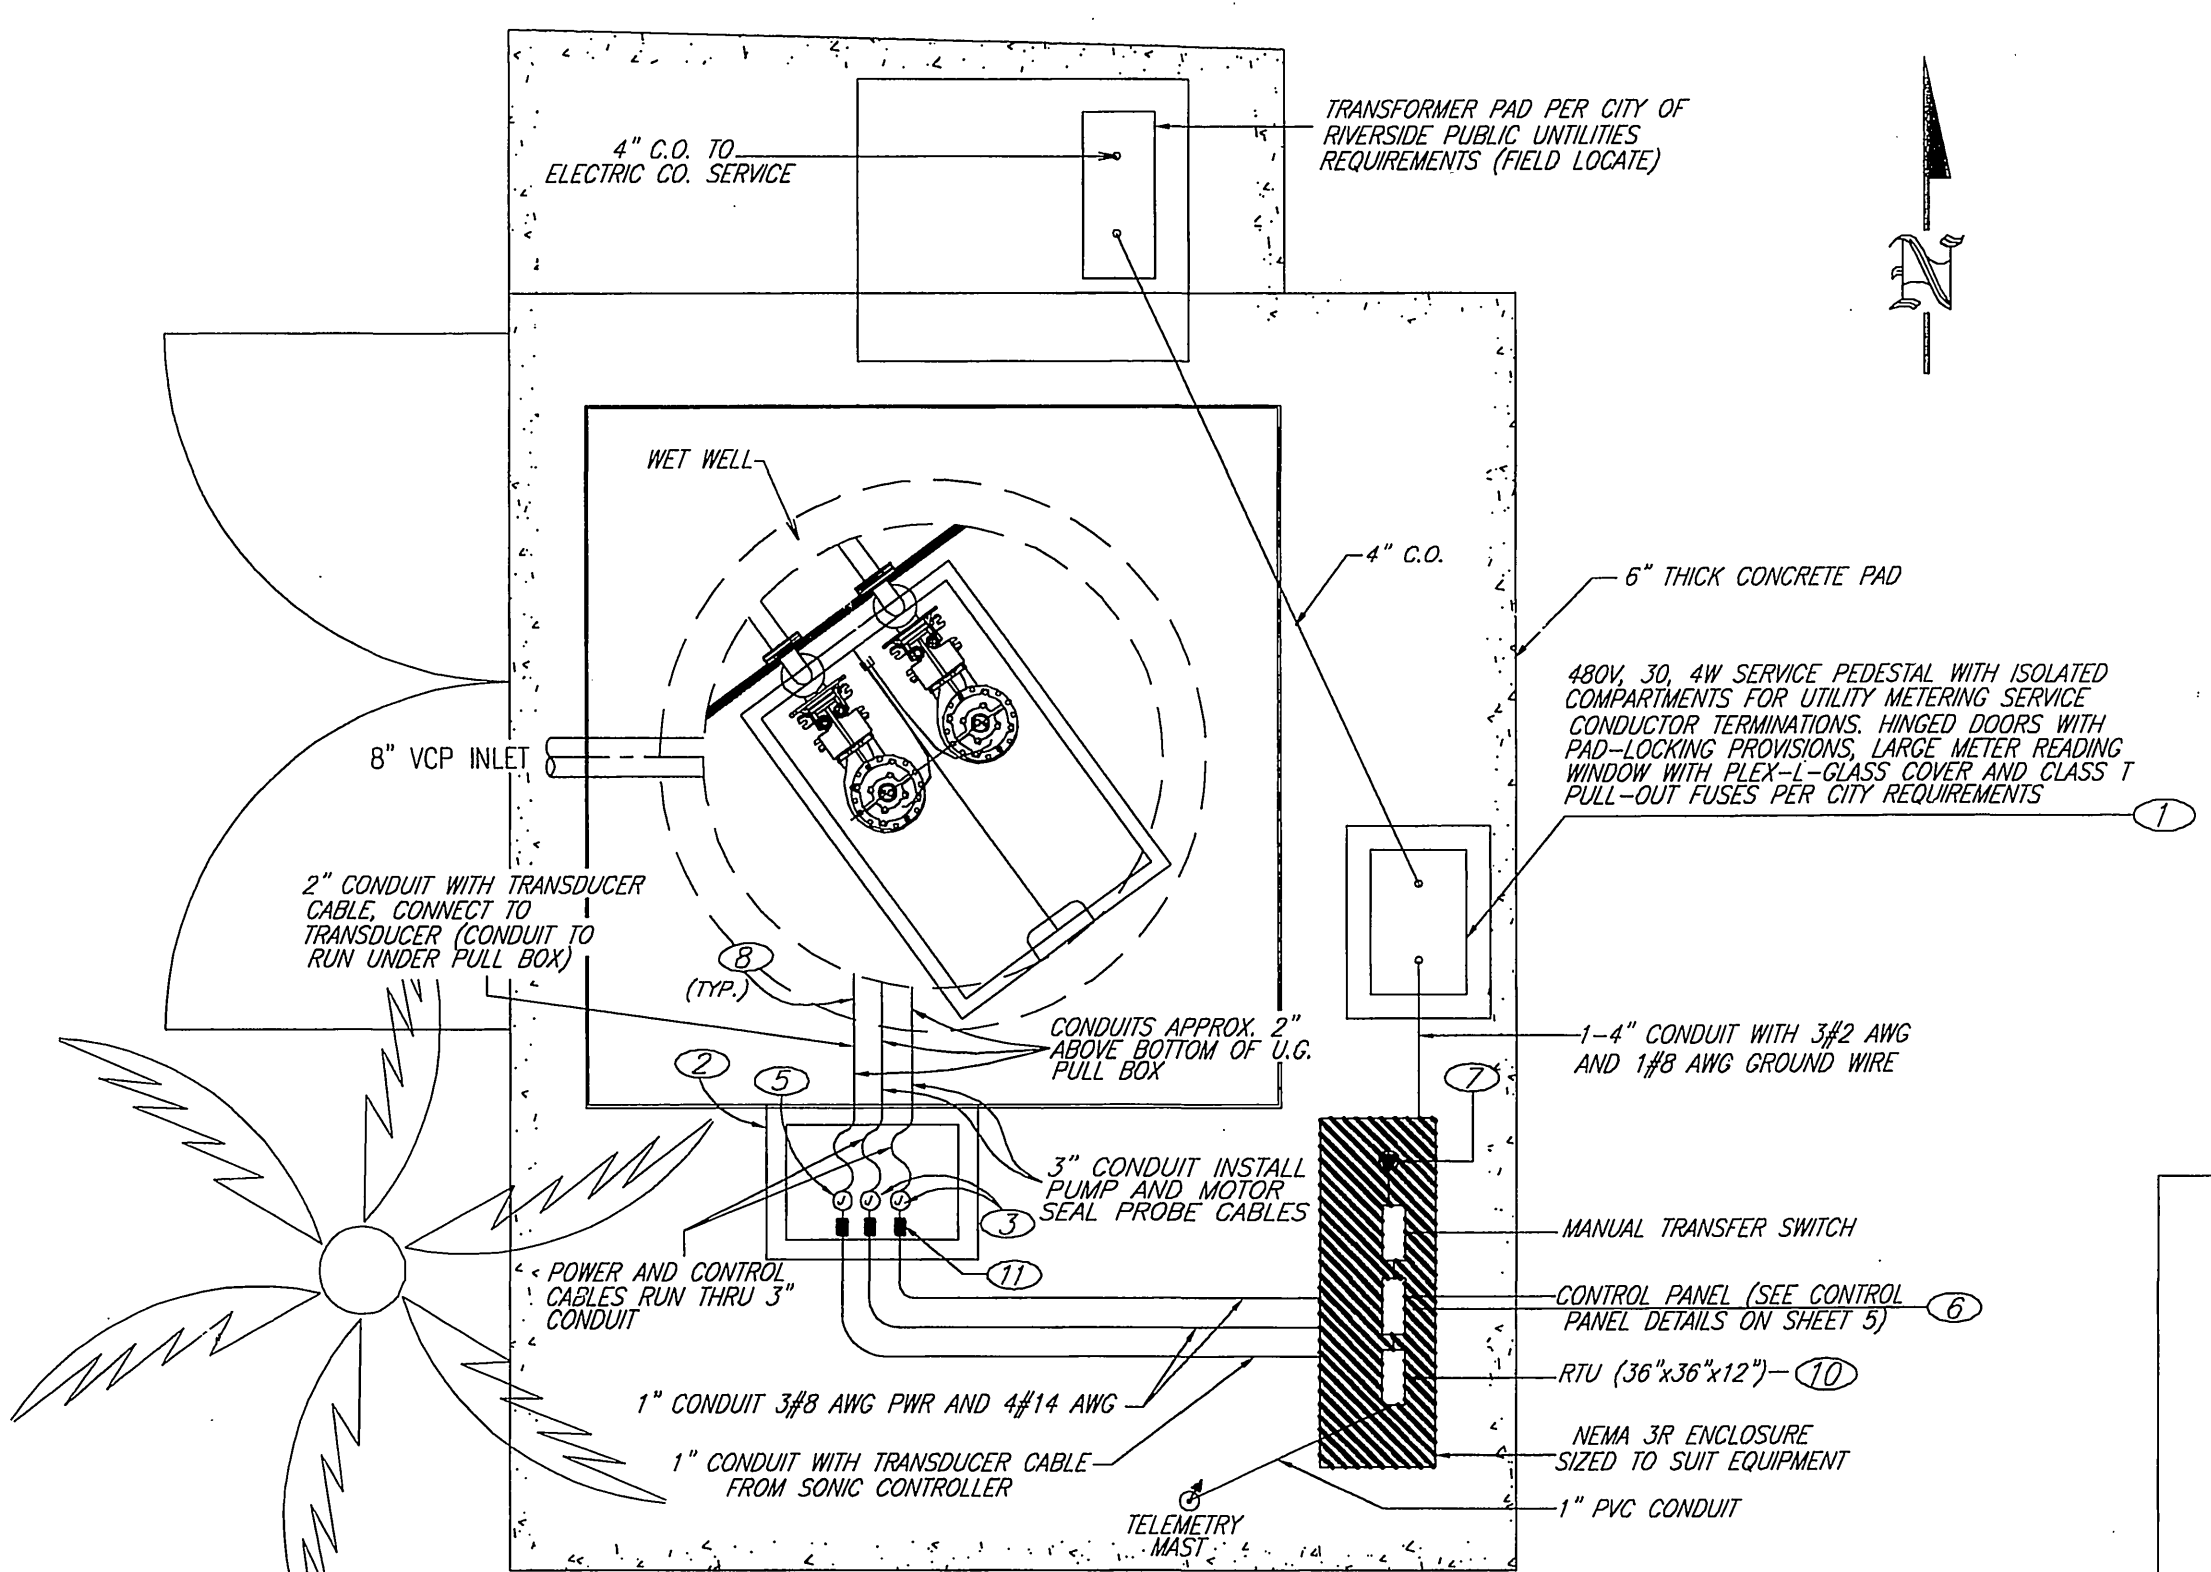 TRANSFORMER PAD PER CITY OF
RIVERSIDE PUBLIC UNTILITIES
REQUIREMENTS (FIELD LOCATE)
4" C.O. TO
ELECTRIC CO. SERVICE
N
WET WELL
4" C.O.
6" THICK CONCRETE PAD
480V, 30, 4W SERVICE PEDESTAL WITH ISOLATED
COMPARTMENTS FOR UTILITY METERING SERVICE
CONDUCTOR TERMINATIONS. HINGED DOORS WITH
PAD-LOCKING PROVISIONS, LARGE METER READING
WINDOW WITH PLEX-L-GLASS COVER AND CLASS T
PULL-OUT FUSES PER CITY REQUIREMENTS
1
8" VCP INLET
2" CONDUIT WITH TRANSDUCER
CABLE, CONNECT TO
TRANSDUCER (CONDUIT TO
RUN UNDER PULL BOX)
8
(TYP.)
CONDUITS APPROX. 2"
ABOVE BOTTOM OF U.G.
PULL BOX
1-4" CONDUIT WITH 3#2 AWG
AND 1#8 AWG GROUND WIRE
2
5
7
3" CONDUIT INSTALL
PUMP AND MOTOR
SEAL PROBE CABLES
J
J
J
3
11
MANUAL TRANSFER SWITCH
POWER AND CONTROL
CABLES RUN THRU 3"
CONDUIT
CONTROL PANEL (SEE CONTROL
PANEL DETAILS ON SHEET 5)
6
RTU (36"x36"x12")
10
1" CONDUIT 3#8 AWG PWR AND 4#14 AWG
NEMA 3R ENCLOSURE
SIZED TO SUIT EQUIPMENT
1" CONDUIT WITH TRANSDUCER CABLE
FROM SONIC CONTROLLER
1" PVC CONDUIT
TELEMETRY
MAST